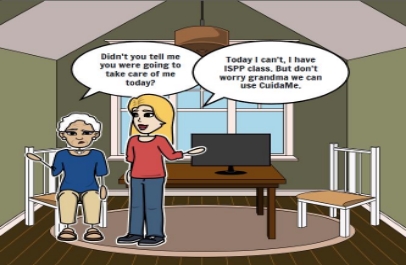 Didn't you tell me
you were going to
take care of me
today?
Today I can't, I have
ISPP class. But don't
worry grandma we can
use CuidaMe.